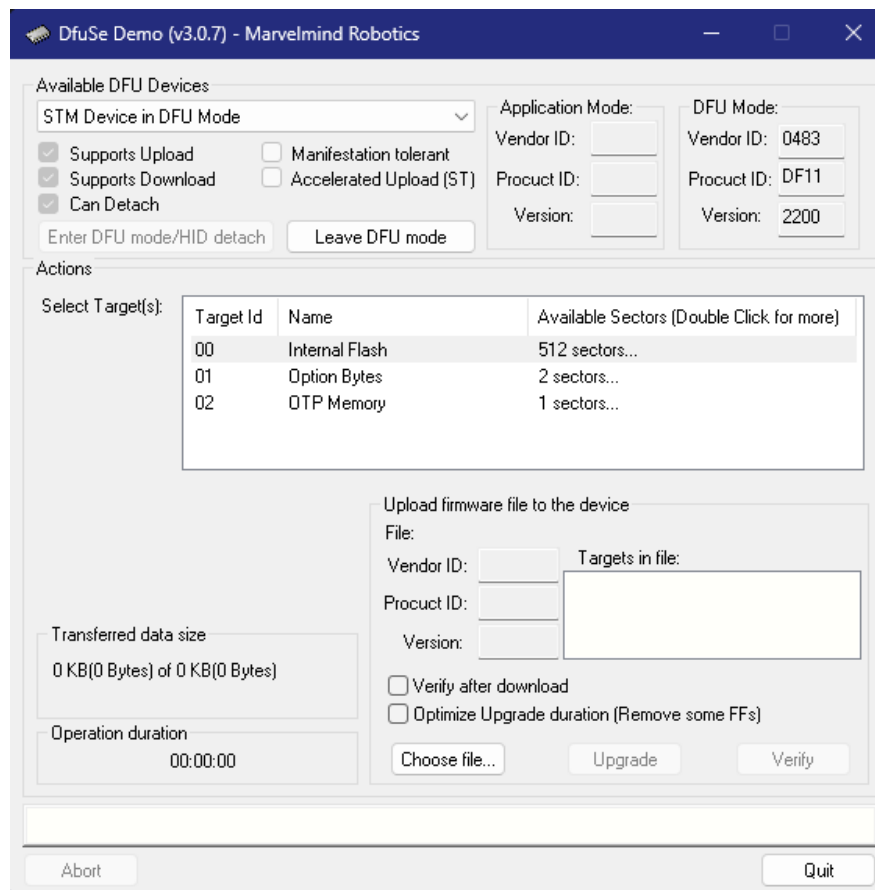 DfuSe Demo (v3.0.7) - Marvelmind Robotics
Available DFU Devices
STM Device in DFU Mode
Supports Upload
Manifestation tolerant
Supports Download
Accelerated Upload (ST)
Can Detach
Enter DFU mode/HID detach
Leave DFU mode
Application Mode:
Vendor ID:
Procuct ID:
Version:
DFU Mode:
Vendor ID: 0483
Procuct ID: DF11
Version: 2200
Actions
Select Target(s):
Target Id Name Available Sectors (Double Click for more)
00 Internal Flash 512 sectors...
01 Option Bytes 2 sectors...
02 OTP Memory 1 sectors...
Upload firmware file to the device
File:
Vendor ID:
Procuct ID:
Version:
Targets in file:
Transferred data size
0 KB(0 Bytes) of 0 KB(0 Bytes)
Operation duration
00:00:00
Verify after download
Optimize Upgrade duration (Remove some FFs)
Choose file...
Upgrade
Verify
Abort
Quit